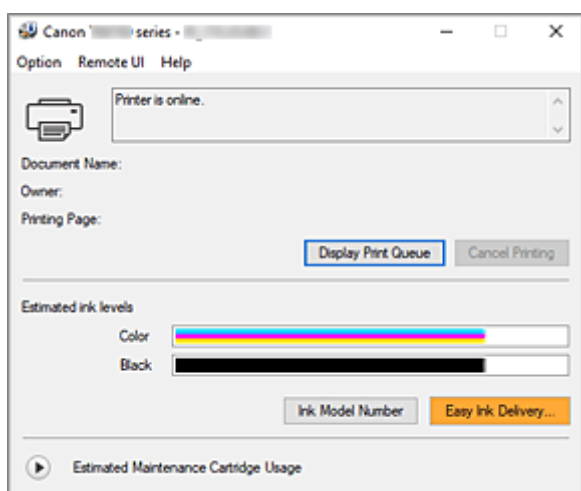 Canon series -
Option Remote UI Help
Printer is online.
Document Name:
Owner:
Printing Page:
Display Print Queue Cancel Printing
Estimated ink levels
Color
Black
Ink Model Number Easy Ink Delivery...
Estimated Maintenance Cartridge Usage